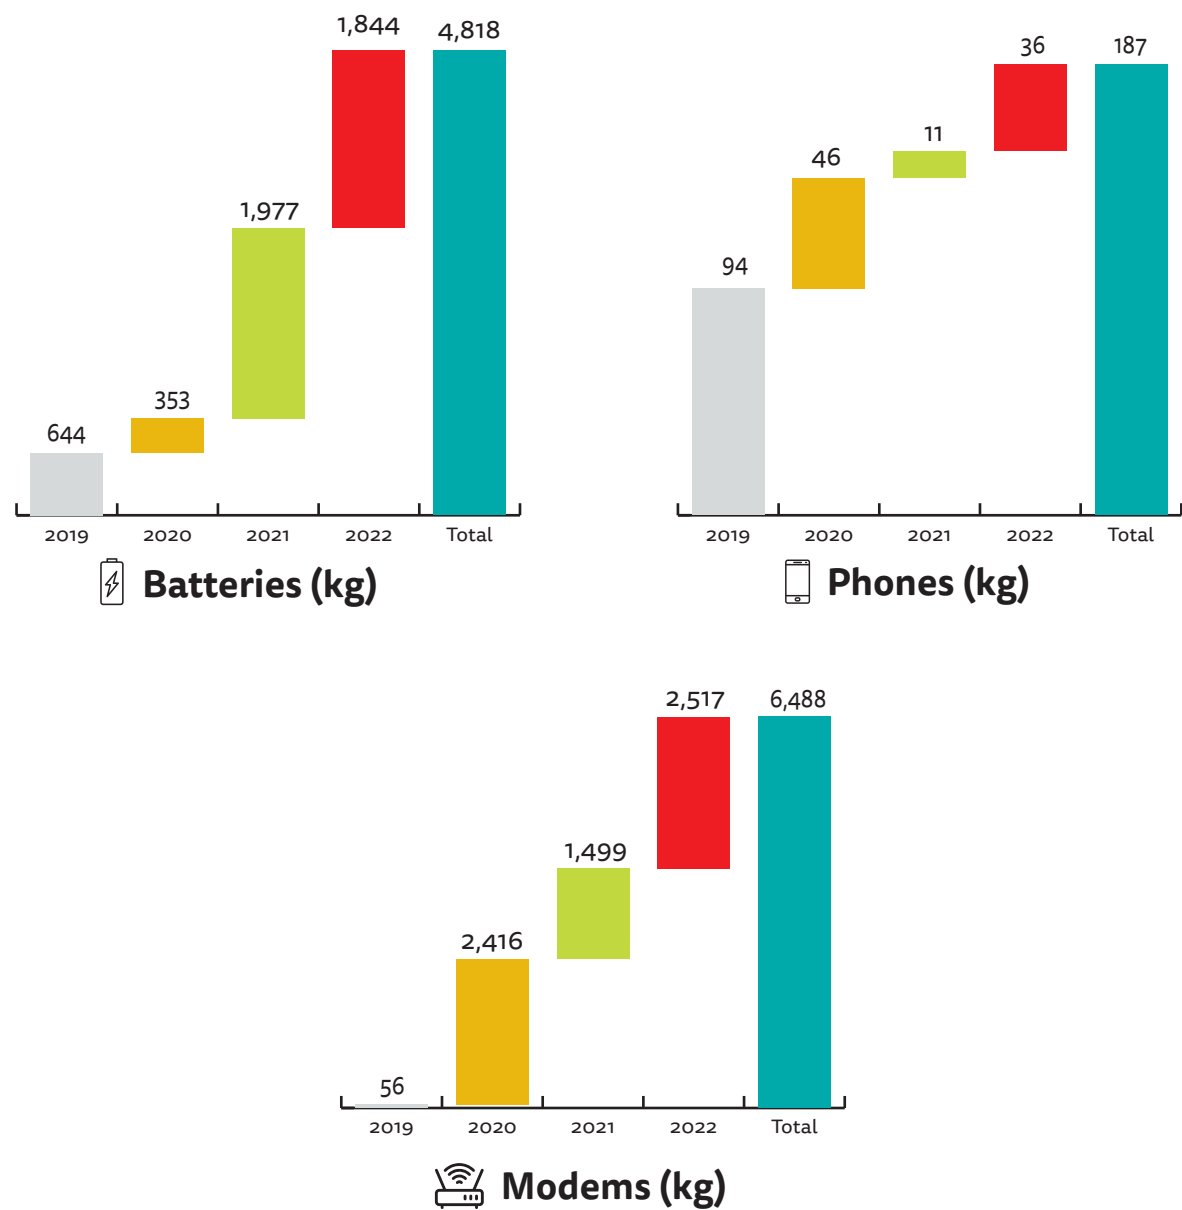 1,844 4,818
1,977
353
644
2019 2020 2021 2022 Total
Batteries (kg)
36 187
11
46
94
2019 2020 2021 2022 Total
Phones (kg)
2,517 6,488
1,499
2,416
56
2019 2020 2021 2022 Total
Modems (kg)